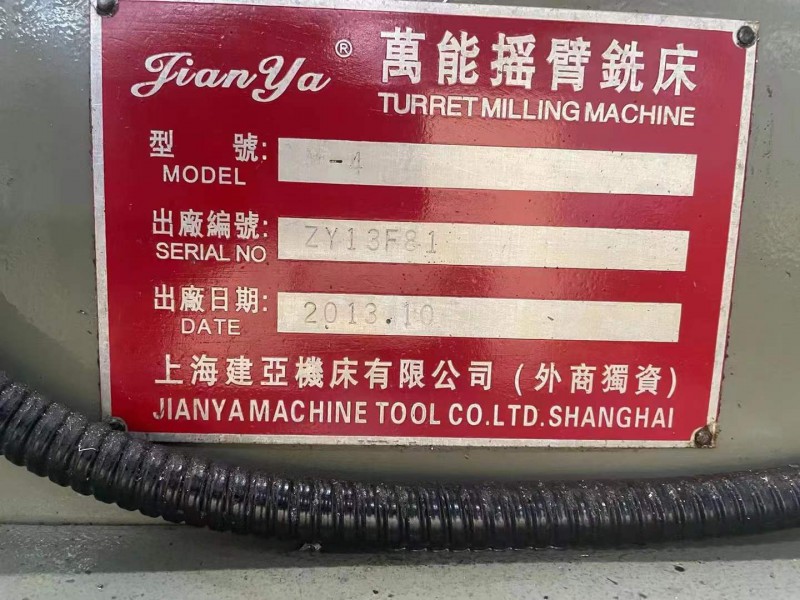 JianYa® 萬能摇臂銑床
TURRET MILLING MACHINE
型 號:
MODEL
-4
出廠編號: ZY13F81
SERIAL NO
出廠日期: 2013.10
DATE
上海建亞機床有限公司(外商獨資)
JIANYA MACHINE TOOL CO.LTD.SHANGHAI